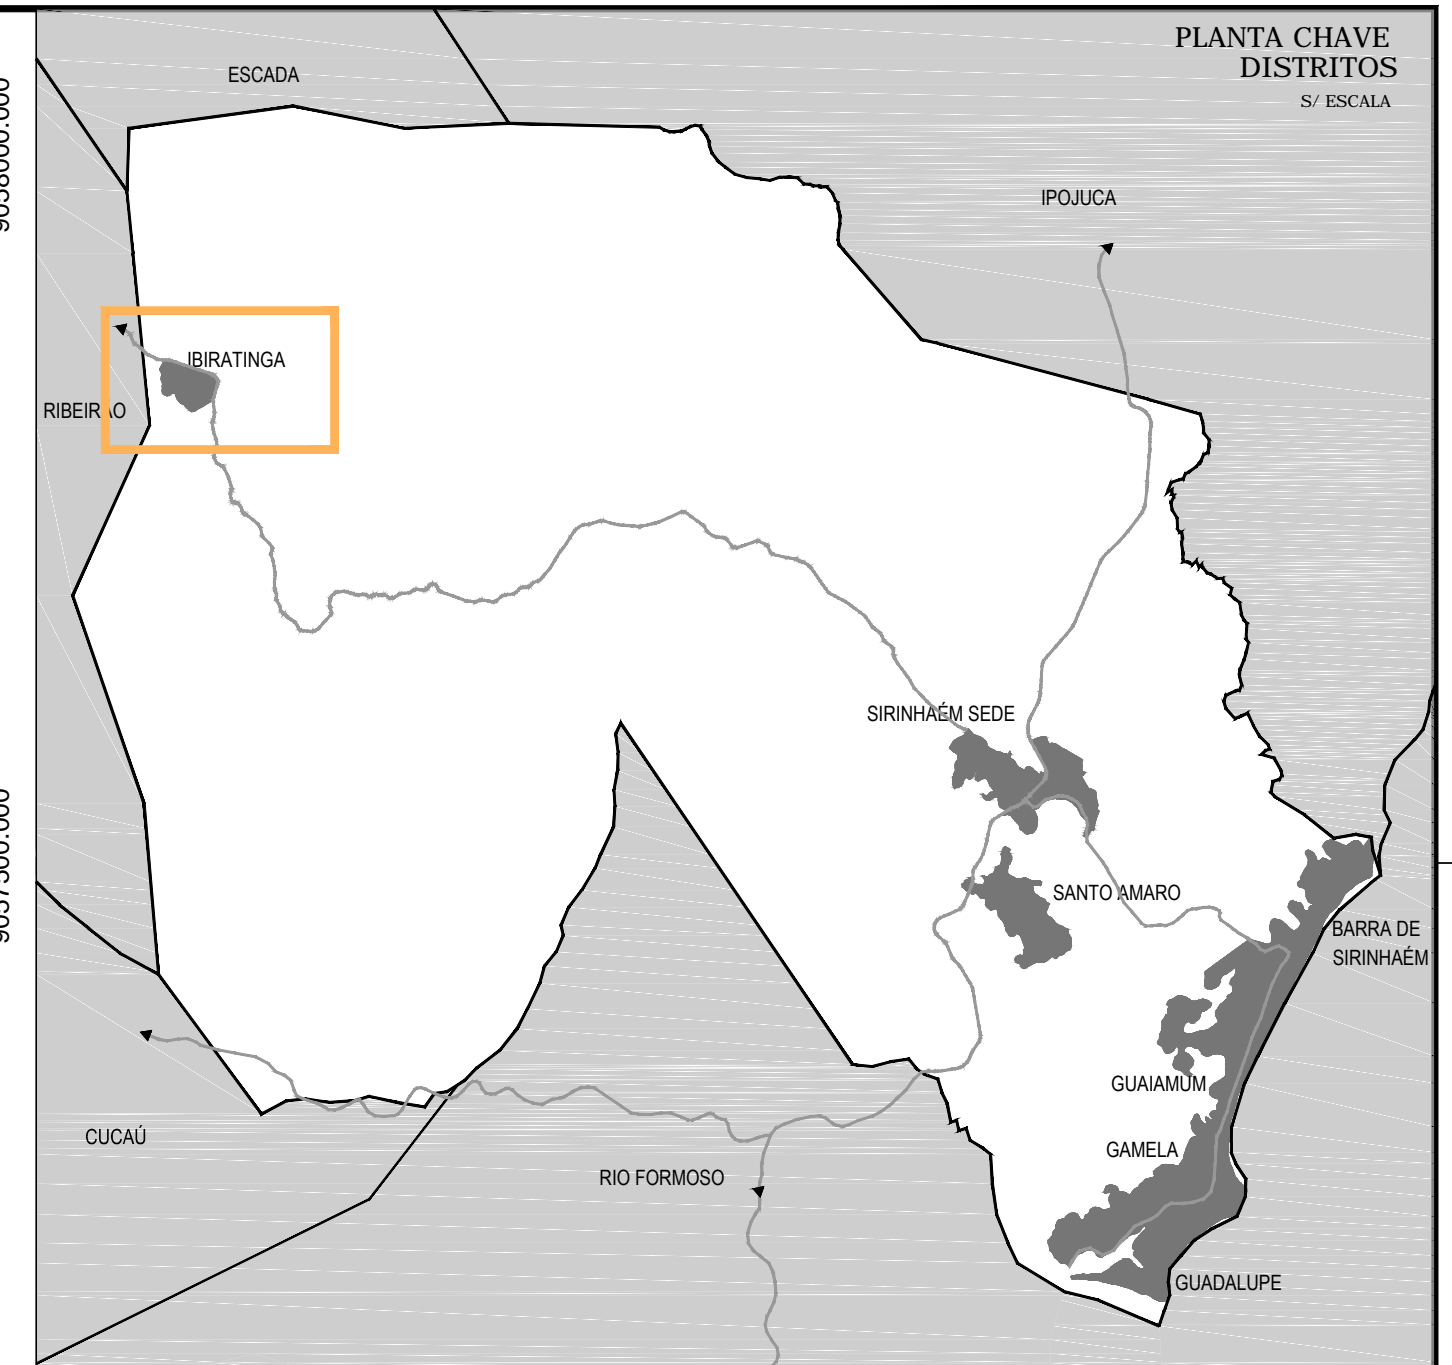 PLANTA CHAVE
DISTRITOS
S/ ESCALA
ESCADA
IPOJUCA
IBIRATINGA
RIBEIRÃO
SIRINHAÉM SEDE
SANTO AMARO
BARRA DE
SIRINHAÉM
GUAIAMUM
CUCAÚ
GAMELA
RIO FORMOSO
GUADALUPE